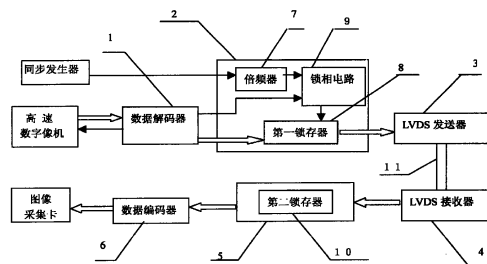 2
7
9
1
同步发生器
倍频器
锁相电路
8
3
高 速
数字像机
数据解码器
第一锁存器
LVDS 发送器
11
图像
采集卡
数据编码器
第二锁存器
LVDS 接收器
6
5
10
4